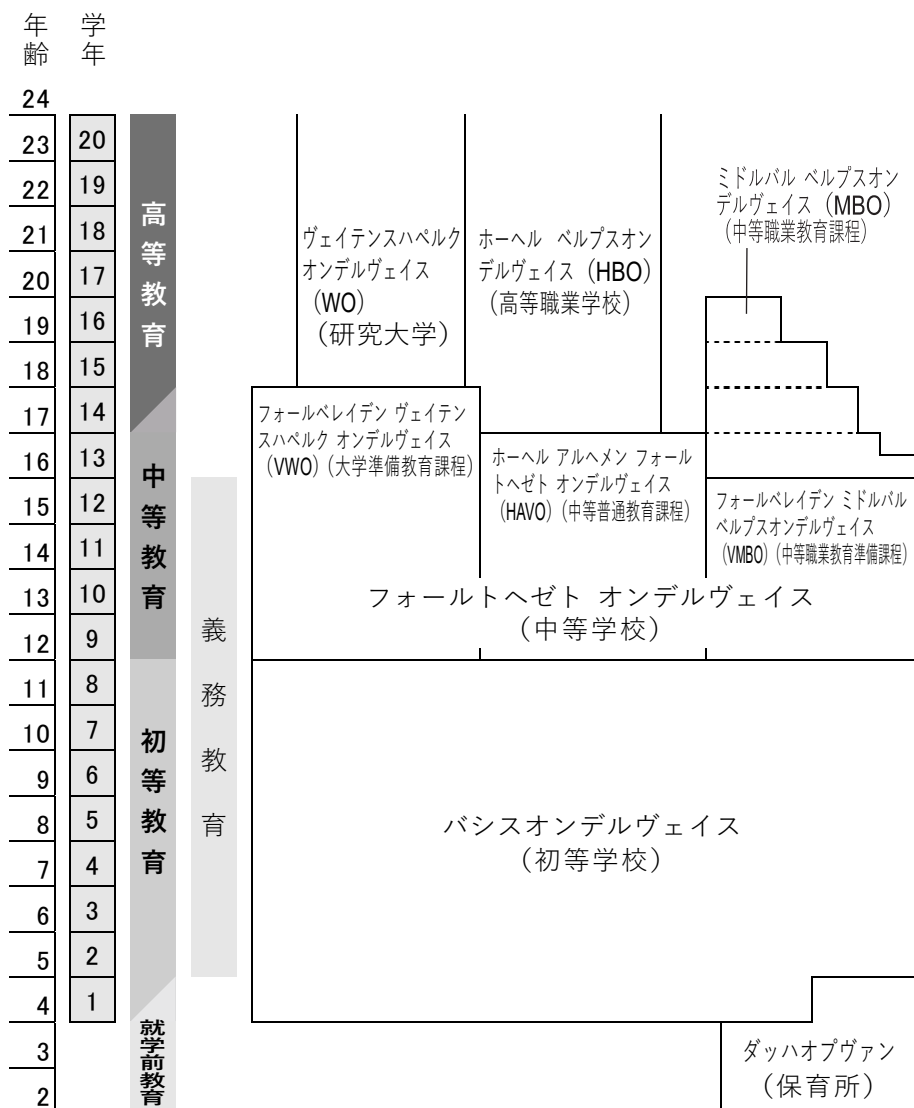 年齢
学年
24
23
22
21
20
19
18
17
16
15
14
13
12
11
10
9
8
7
6
5
4
3
2
20
19
18
17
16
15
14
13
12
11
10
9
8
7
6
5
4
3
2
1
高等教育
中等教育
初等教育
就学前教育
義務教育
ヴェイテンスハペルク
オンデルヴェイス
(WO)
(研究大学)
ホーヘル ベルプスオン
デルヴェイス (HBO)
(高等職業学校)
ミドルバル ベルプスオン
デルヴェイス (MBO)
(中等職業教育課程)
フォールベレイデン ヴェイテン
スハペルク オンデルヴェイス
(VWO) (大学準備教育課程)
ホーヘル アルヘメン フォール
トヘゼト オンデルヴェイス
(HAVO) (中等普通教育課程)
フォールベレイデン ミドルバル
ベルプスオンデルヴェイス
(VMBO) (中等職業教育準備課程)
フォールトヘゼト オンデルヴェイス
(中等学校)
バシスオンデルヴェイス
(初等学校)
ダッハオプヴァン
(保育所)